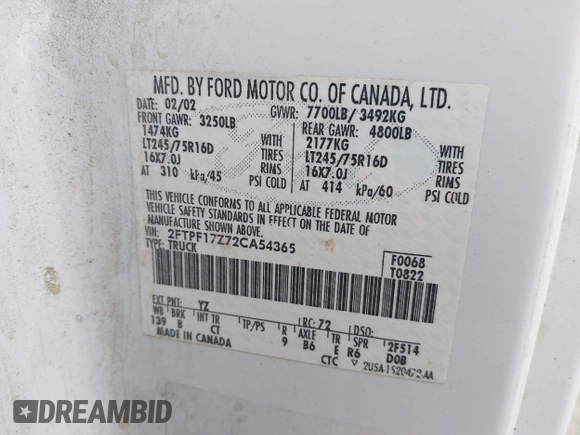 MFD. BY FORD MOTOR CO. OF CANADA, LTD.
DATE: 02/02 GVWR: 7700LB/ 3492KG
FRONT GAWR: 3250LB REAR GAWR: 4800LB
1474KG WITH 2177KG WITH
LT245/75R16D TIRES LT245/75R16D TIRES
16X7.0J RIMS 16X7.0J RIMS
AT 310 kPa/45 PSI COLD AT 414 kPa/60 PSI COLD
THIS VEHICLE CONFORMS TO ALL APPLICABLE FEDERAL MOTOR
VEHICLE SAFETY STANDARDS IN EFFECT ON THE DATE OF
MANUFACTURE SHOWN ABOVE.
VIN: 2FTPF17Z72CA54365
TYPE: TRUCK
F0068
T0822
EXT PNT: YZ RC: 72 DSO:
WB BRK INT TR TP/PS R AXLE TR SPR 2F514
139 B CT 9 B6 E R6 DOB
MADE IN CANADA CTC
DREAMBID